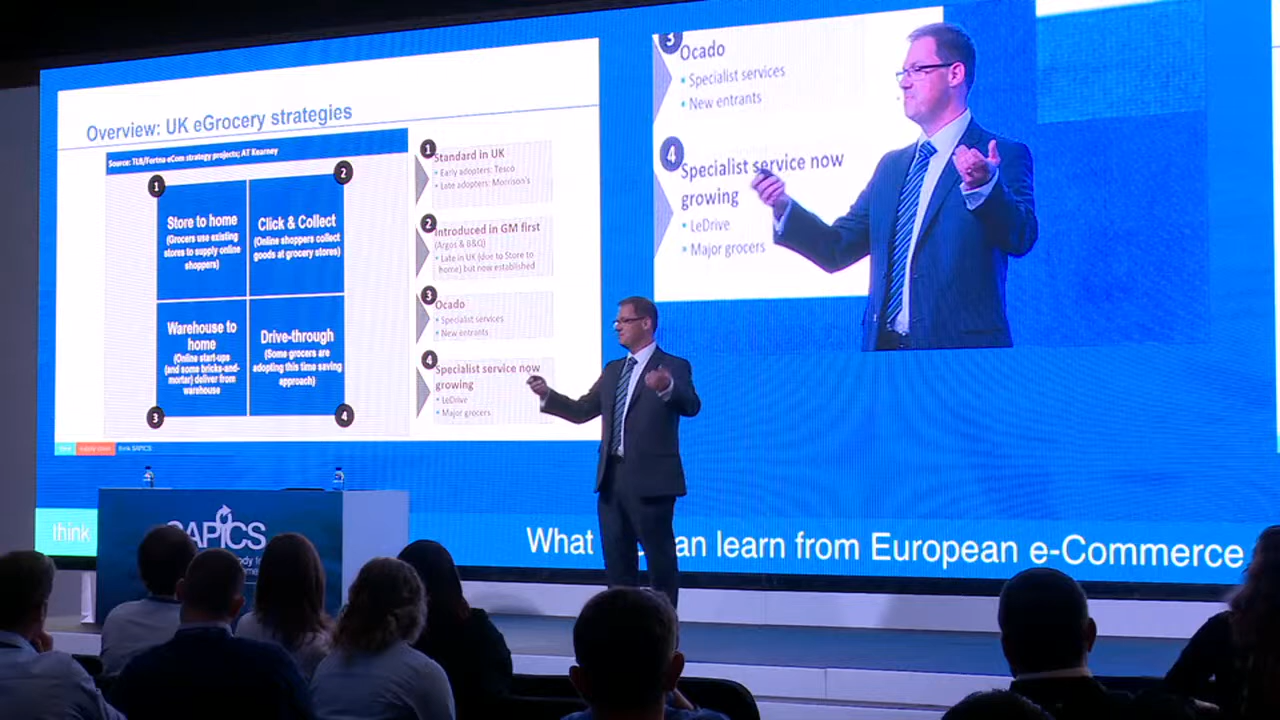 Overview: UK eGrocery strategies
Source: TLB/Fortna eCom strategy projects; AT Kearney
1
Store to home
(Grocers use existing
stores to supply online
shoppers)
2
Click & Collect
(Online shoppers collect
goods at grocery stores)
Warehouse to
home
(Online start-ups
(and some bricks-and-
mortar) deliver from
warehouse
3
Drive-through
(Some grocers are
adopting this time saving
approach)
4
1
Standard in UK
• Early adopters: Tesco
• Late adopters: Morrison's
2
Introduced in GM first
(Argos & B&Q)
• Late in UK (due to Store to
home) but now established
3
Ocado
• Specialist services
• New entrants
4
Specialist service now
growing
• LeDrive
• Major grocers
think supply chain think SAPICS
3
Ocado
• Specialist services
• New entrants
4
Specialist service now
growing
• LeDrive
• Major grocers
think
SAPICS
What an learn from European e-Commerce